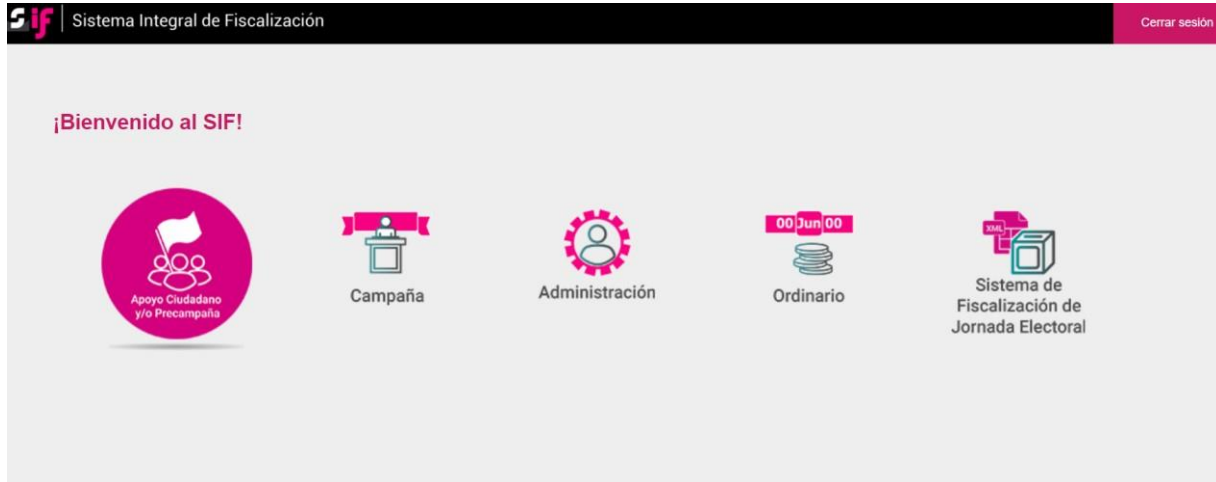 Sif Sistema Integral de Fiscalización Cerrar sesión
¡Bienvenido al SIF!
Apoyo Ciudadano
y/o Precampaña
Campaña
Administración
00 Jun 00
Ordinario
XML
Sistema de
Fiscalización de
Jornada Electoral